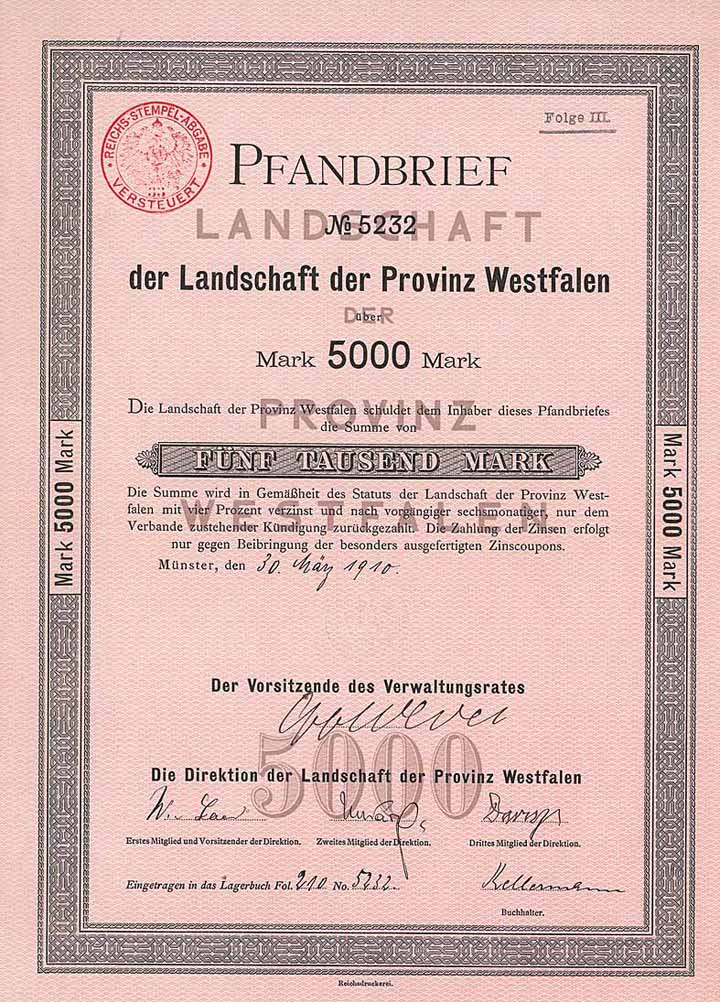 Folge III.
REICHS-STEMPEL-ABGABE
VERSTEUERT
PFANDBRIEF
LANDSCHAFT
№ 5232
der Landschaft der Provinz Westfalen
DER
über
Mark 5000 Mark
Die Landschaft der Provinz Westfalen schuldet dem Inhaber dieses Pfandbriefes
PROVINZ
die Summe von
FÜNF TAUSEND MARK
Die Summe wird in Gemäßheit des Statuts der Landschaft der Provinz West-
falen mit vier Prozent verzinst und nach vorgängiger sechsmonatiger, nur dem
WESTFALEN
Verbande zustehender Kündigung zurückgezahlt. Die Zahlung der Zinsen erfolgt
nur gegen Beibringung der besonders ausgefertigten Zinscoupons.
Münster, den 30. März 1910.
Mark 5000 Mark
Mark 5000 Mark
Der Vorsitzende des Verwaltungsrates
5000
Die Direktion der Landschaft der Provinz Westfalen
Erstes Mitglied und Vorsitzender der Direktion. Zweites Mitglied der Direktion. Drittes Mitglied der Direktion.
Eingetragen in das Lagerbuch Fol. 210 No. 5232. Kellermann
Buchhalter.
Reichsdruckerei.